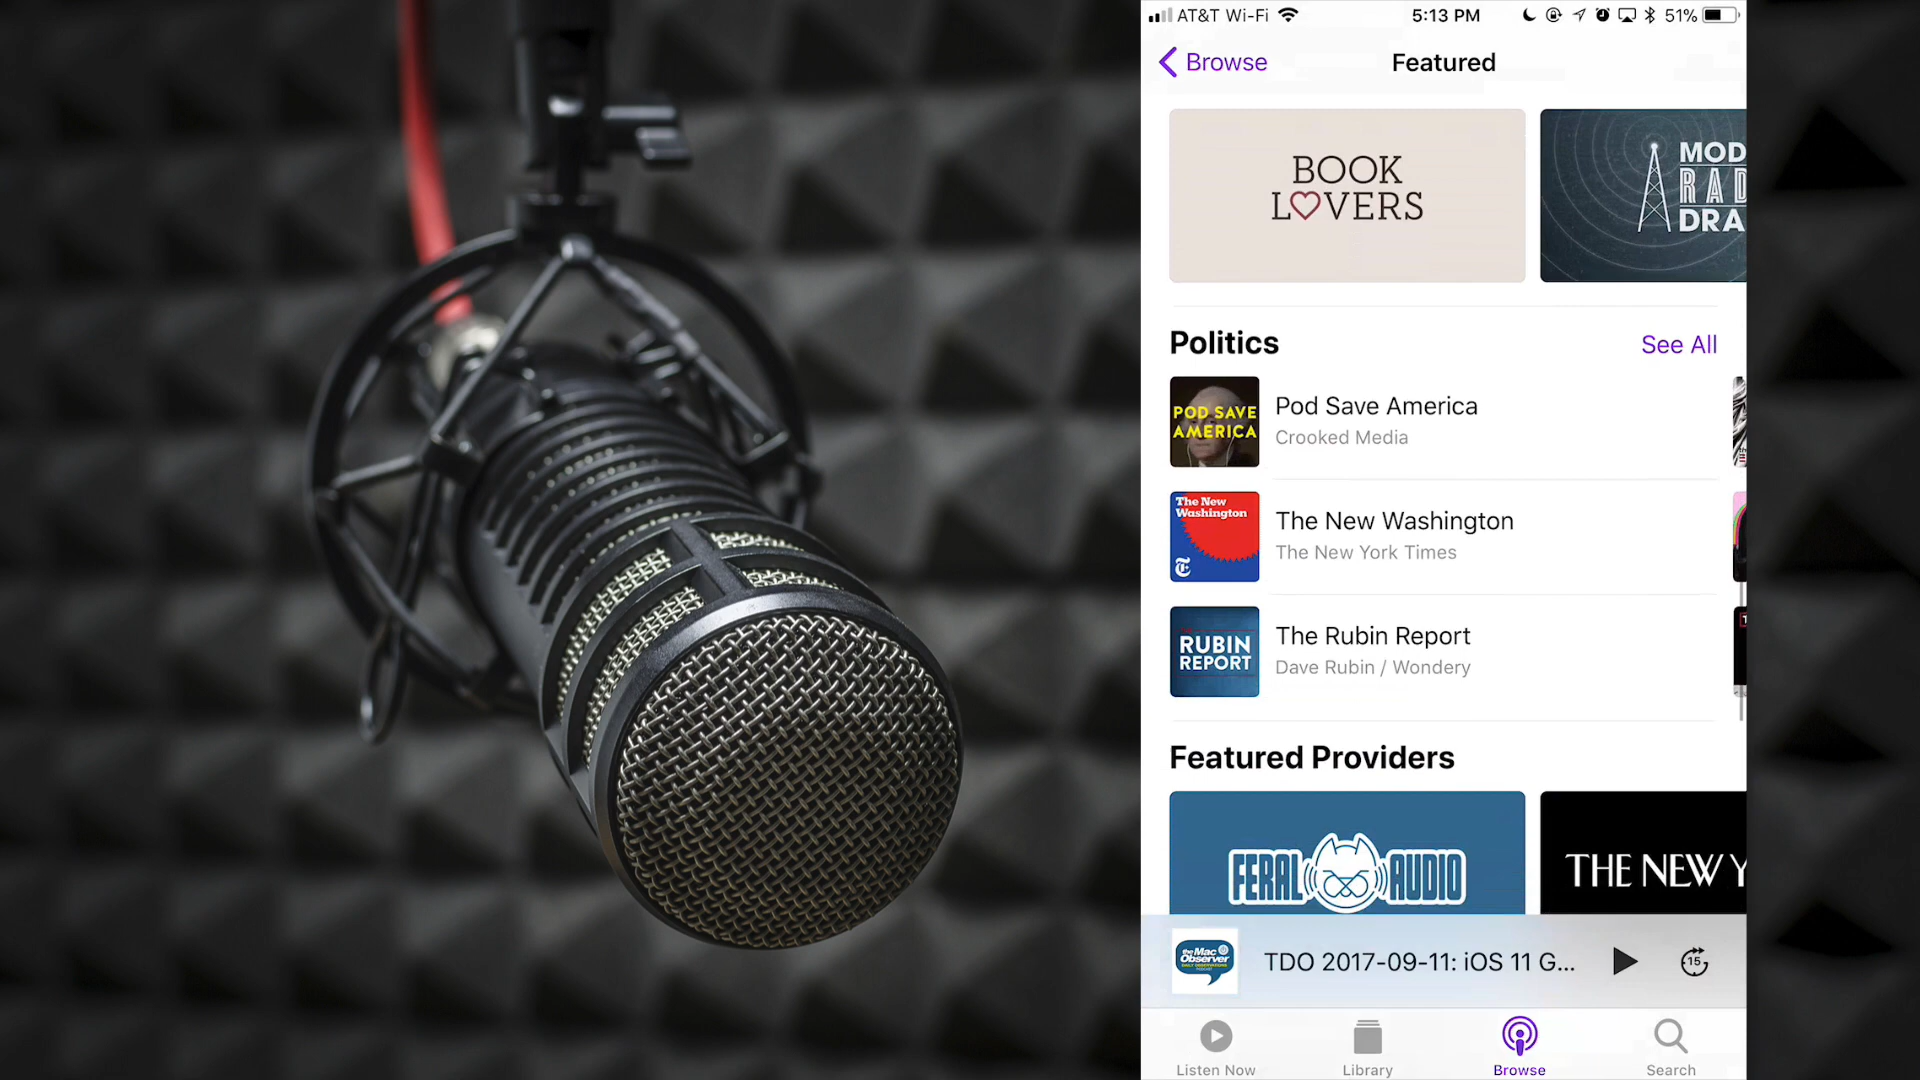 AT&T Wi-Fi 5:13 PM 51%
Browse Featured
BOOK
LOVERS
MOD
RAD
DRA
Politics See All
POD SAVE
AMERICA
Pod Save America
Crooked Media
The New
Washington
The New Washington
The New York Times
RUBIN
REPORT
The Rubin Report
Dave Rubin / Wondery
Featured Providers
FERAL AUDIO
THE NEW Y
the Mac
Observer
TDO 2017-09-11: iOS 11 G...
15
Listen Now Library Browse Search